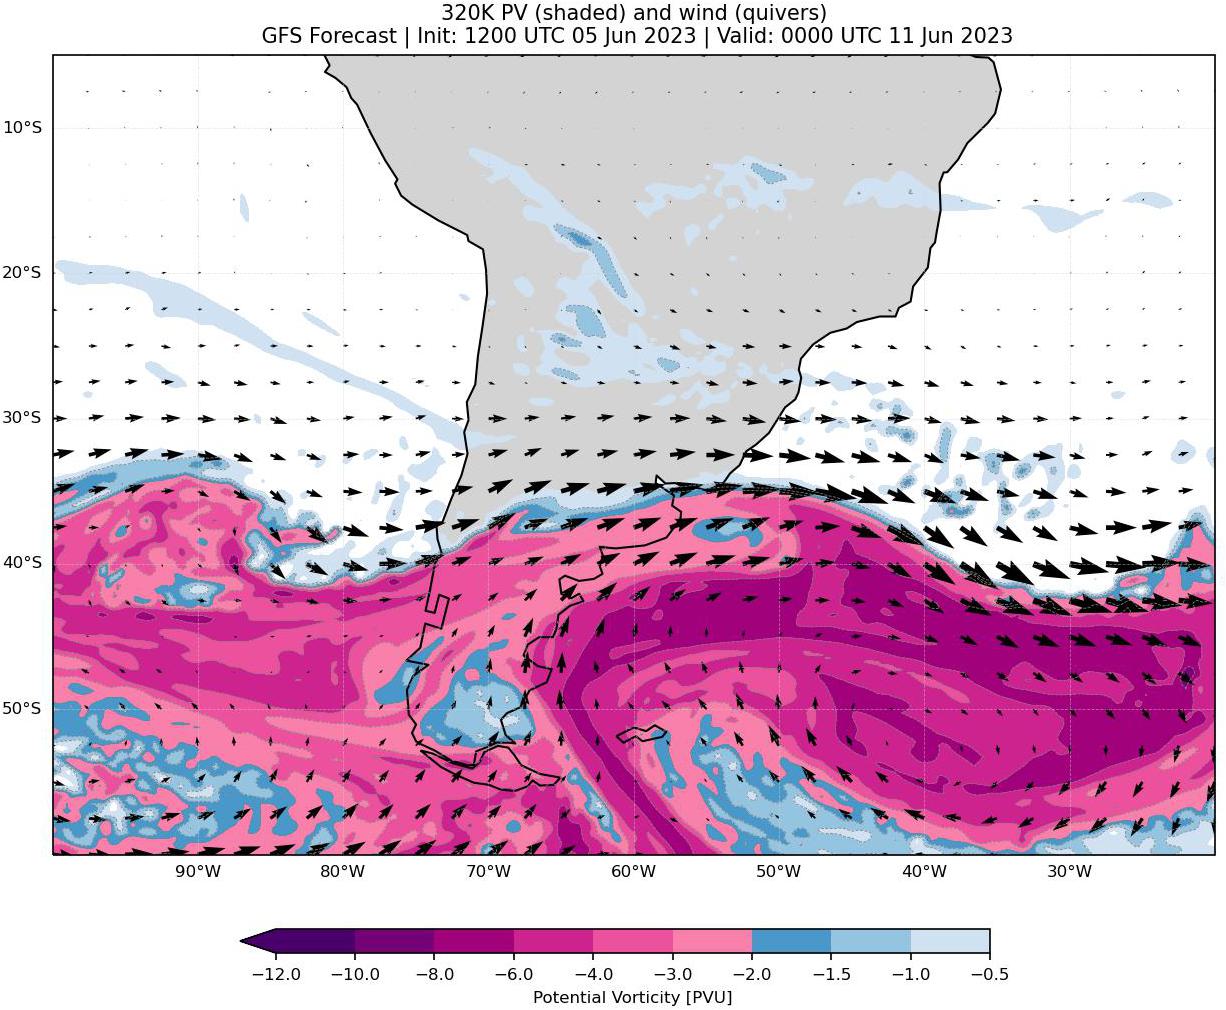 320K PV (shaded) and wind (quivers)
GFS Forecast | Init: 1200 UTC 05 Jun 2023 | Valid: 0000 UTC 11 Jun 2023
10°S
20°S
30°S
40°S
50°S
90°W 80°W 70°W 60°W 50°W 40°W 30°W
−12.0 −10.0 −8.0 −6.0 −4.0 −3.0 −2.0 −1.5 −1.0 −0.5
Potential Vorticity [PVU]